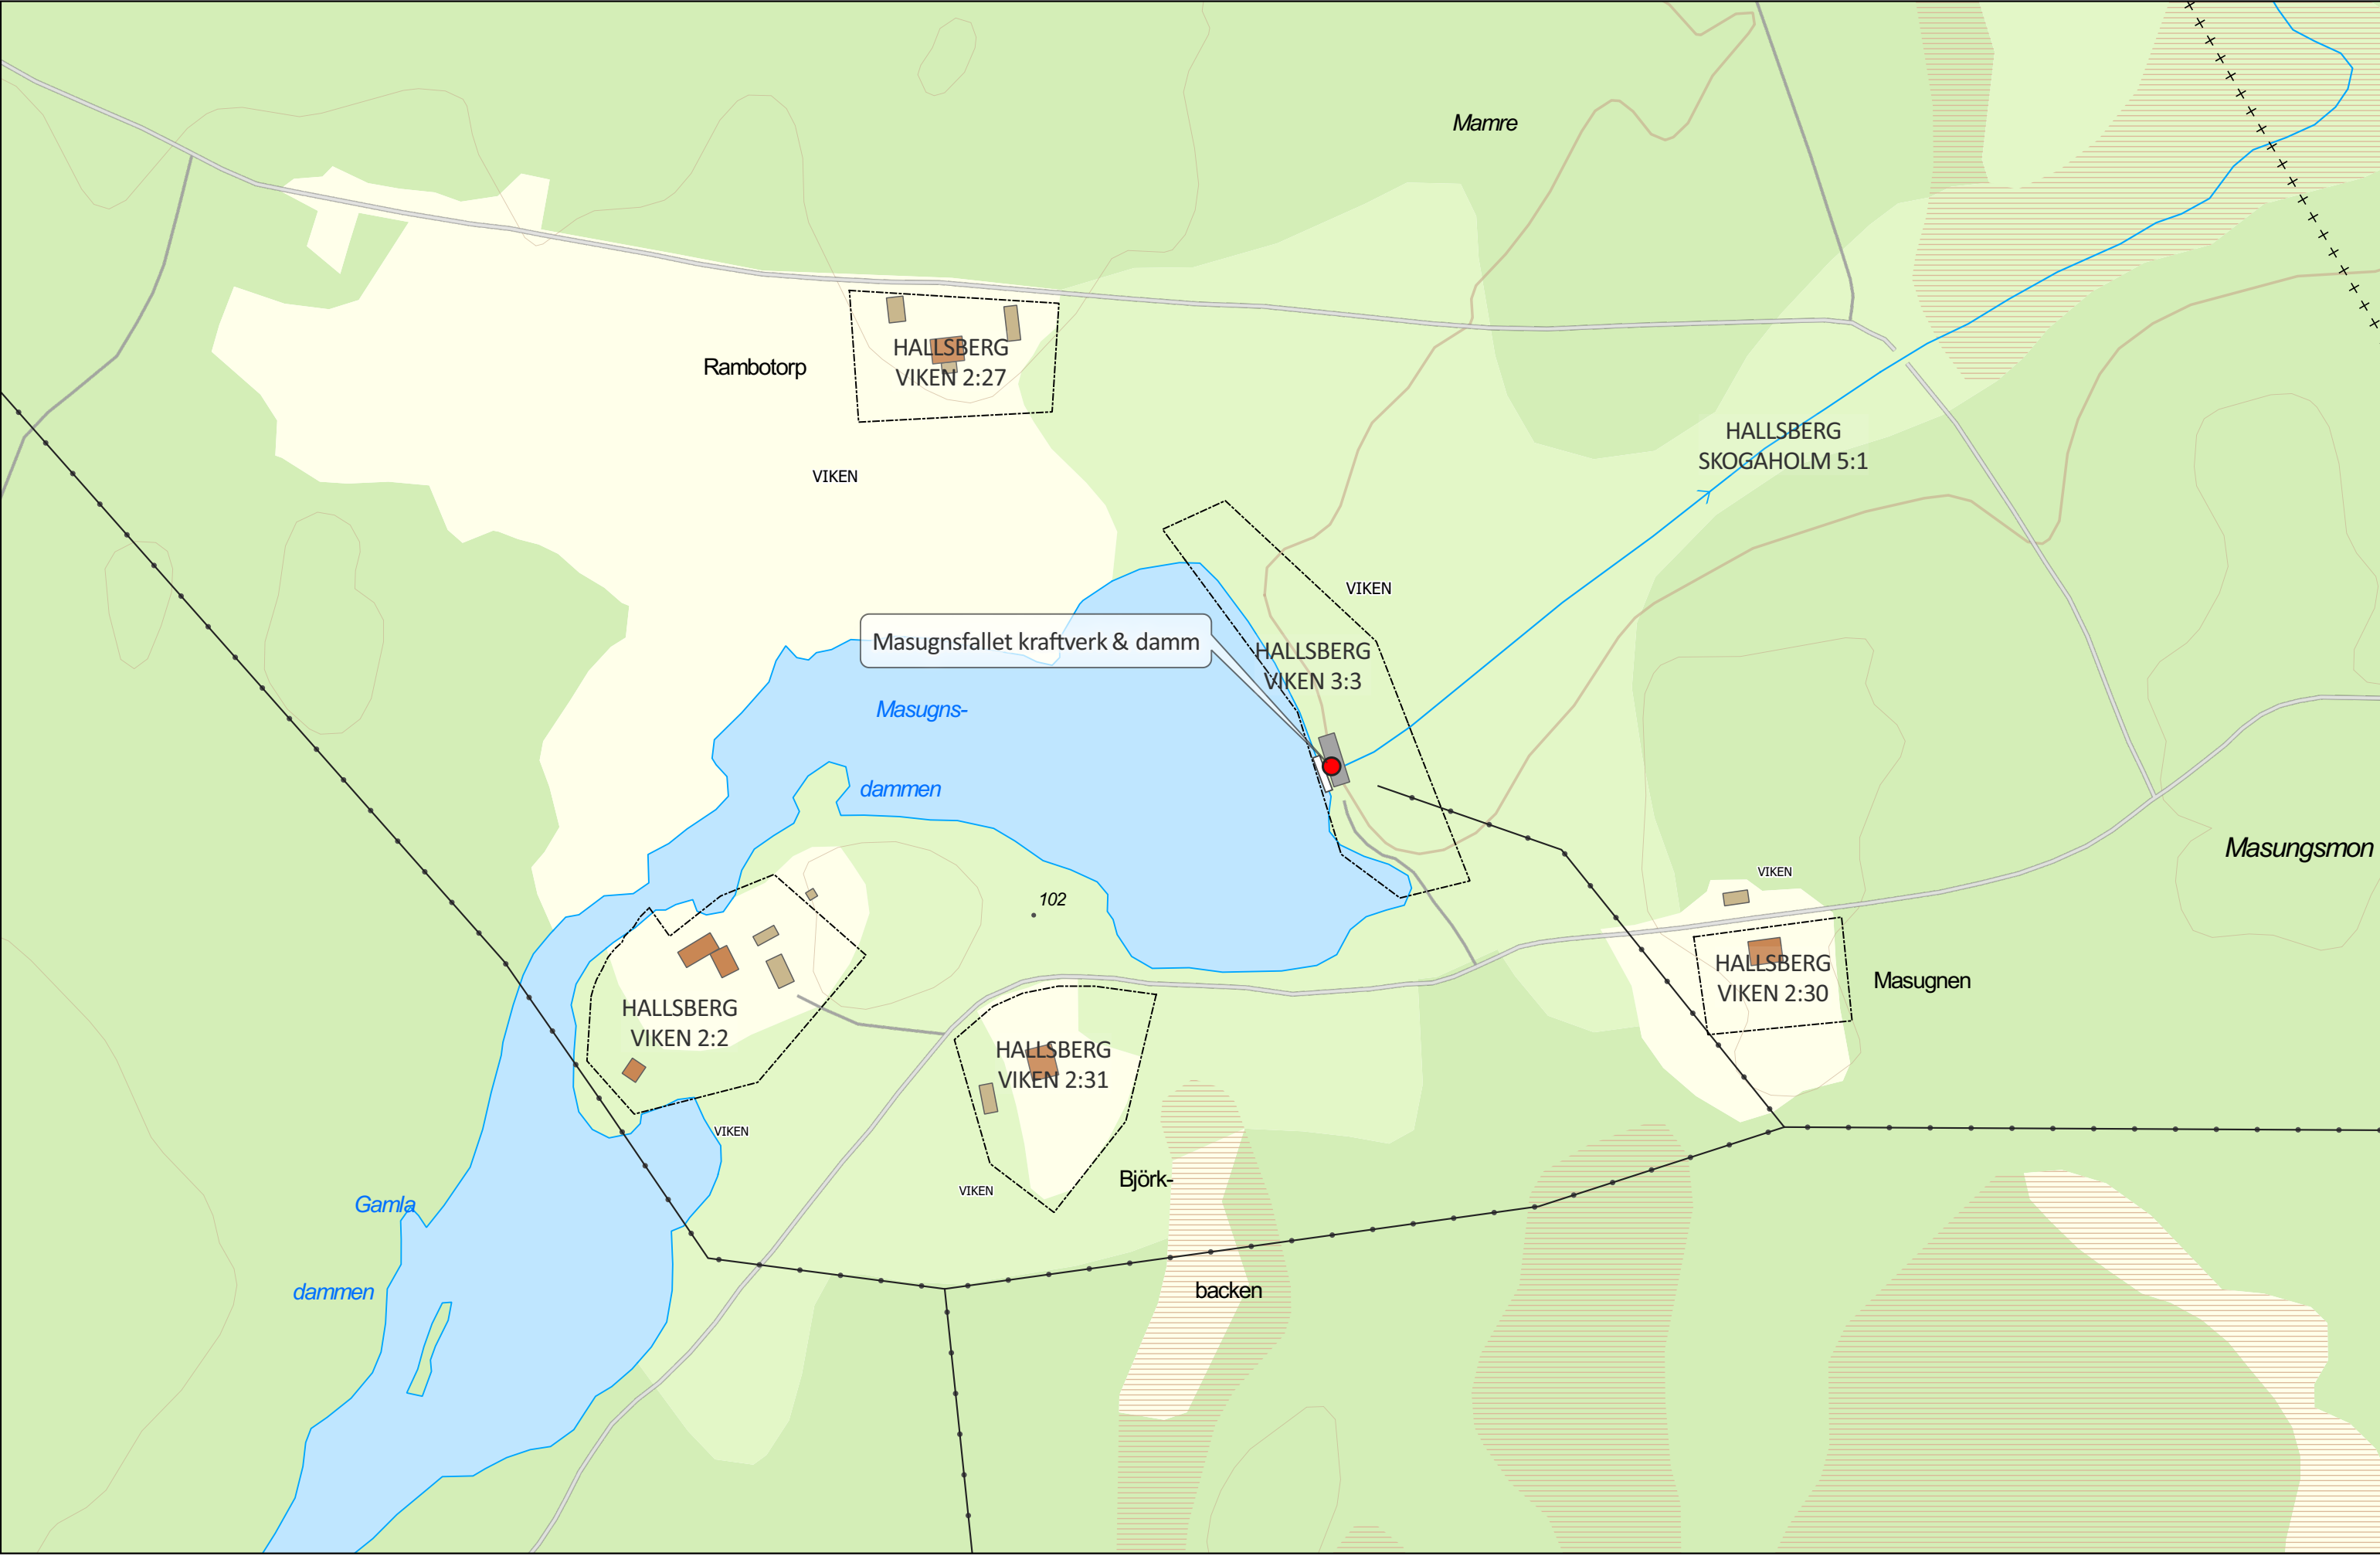 Mamre
HALLSBERG
VIKEN 2:27
Rambotorp
VIKEN
HALLSBERG
SKOGAHOLM 5:1
VIKEN
Masugnsfallet kraftverk & damm
HALLSBERG
VIKEN 3:3
Masugns-
dammen
Masungsmon
VIKEN
102
HALLSBERG
VIKEN 2:30
Masugnen
HALLSBERG
VIKEN 2:2
HALLSBERG
VIKEN 2:31
VIKEN
Björk-
VIKEN
Gamla
dammen
backen